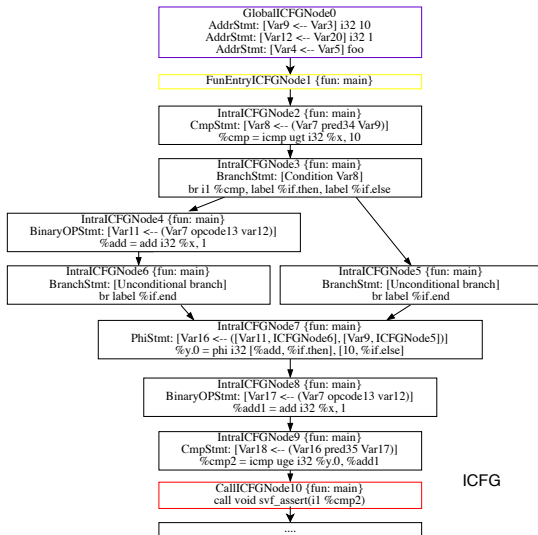 GlobalICFGNode0
AddrStmt: [Var9 <-- Var3] i32 10
AddrStmt: [Var12 <-- Var20] i32 1
AddrStmt: [Var4 <-- Var5] foo
FunEntryICFGNode1 {fun: main}
IntraICFGNode2 {fun: main}
CmpStmt: [Var8 <-- (Var7 pred34 Var9)]
%cmp = icmp ugt i32 %x, 10
IntraICFGNode3 {fun: main}
BranchStmt: [Condition Var8]
br i1 %cmp, label %if.then, label %if.else
IntraICFGNode4 {fun: main}
BinaryOPStmt: [Var11 <-- (Var7 opcode13 var12)]
%add = add i32 %x, 1
IntraICFGNode6 {fun: main}
BranchStmt: [Unconditional branch]
br label %if.end
IntraICFGNode5 {fun: main}
BranchStmt: [Unconditional branch]
br label %if.end
IntraICFGNode7 {fun: main}
PhiStmt: [Var16 <-- ([Var11, ICFGNode6], [Var9, ICFGNode5])]
%y.0 = phi i32 [%add, %if.then], [10, %if.else]
IntraICFGNode8 {fun: main}
BinaryOPStmt: [Var17 <-- (Var7 opcode13 var12)]
%add1 = add i32 %x, 1
IntraICFGNode9 {fun: main}
CmpStmt: [Var18 <-- (Var16 pred35 Var17)]
%cmp2 = icmp uge i32 %y.0, %add1
ICFG
CallICFGNode10 {fun: main}
call void svf_assert(i1 %cmp2)
....